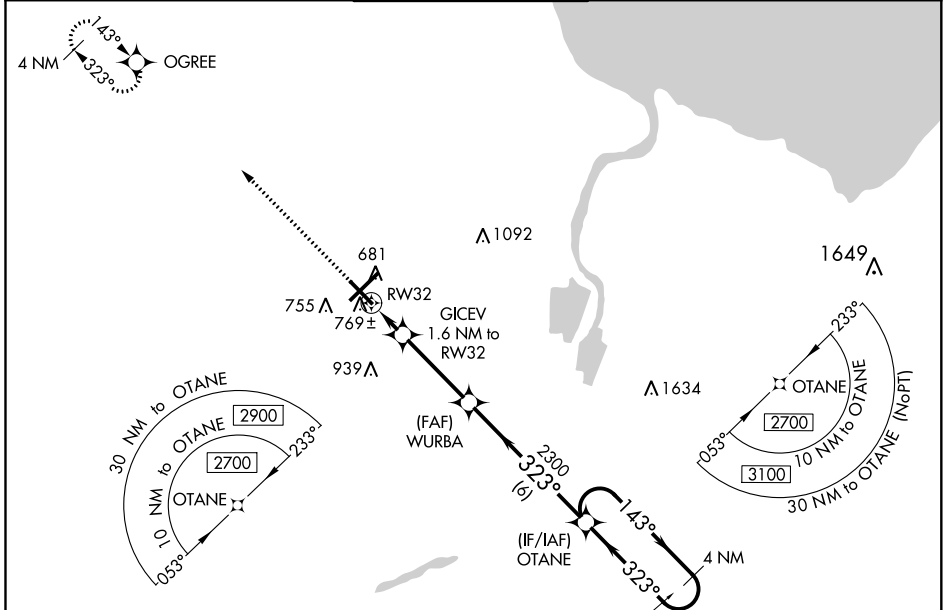 143°
4 NM
323°
OGREE
1092
681
RW32
755
769±
GICEV
1.6 NM to
RW32
939
1649
1634
(FAF)
WURBA
2300
323°
(6)
(IF/IAF)
OTANE
143°
323°
4 NM
30 NM to OTANE
2900
10 NM to OTANE
2700
233°
OTANE
053°
233°
OTANE
2700
053°
10 NM to OTANE
3100
30 NM to OTANE (NoPT)